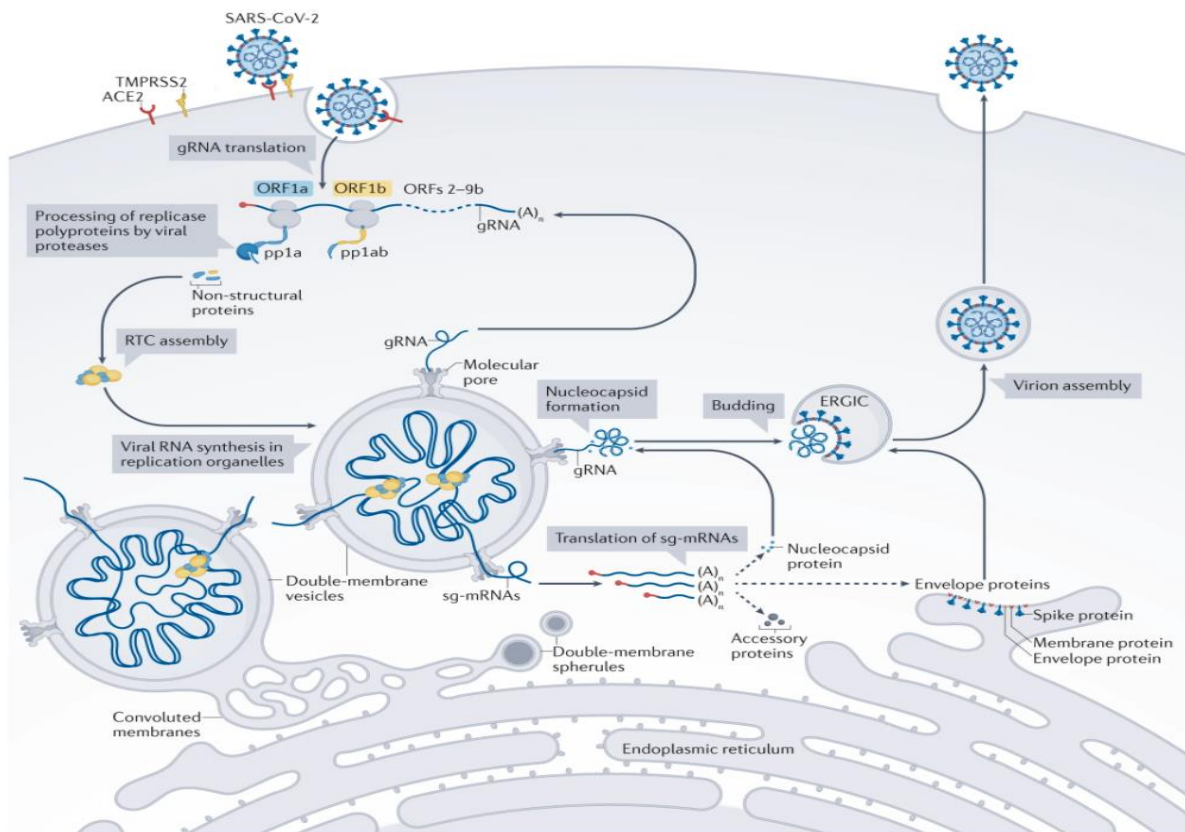 SARS-CoV-2
TMPRSS2
ACE2
gRNA translation
ORF1a
ORF1b
ORFs 2–9b
Processing of replicase
polyproteins by viral
proteases
pp1a
pp1ab
gRNA
(A)n
Non-structural
proteins
RTC assembly
gRNA
Molecular
pore
Nucleocapsid
formation
Budding
ERGIC
Virion assembly
Viral RNA synthesis in
replication organelles
gRNA
Translation of sg-mRNAs
Nucleocapsid
protein
Double-membrane
vesicles
sg-mRNAs
(A)n
(A)n
(A)n
Envelope proteins
Spike protein
Accessory
proteins
Membrane protein
Envelope protein
Double-membrane
spherules
Convoluted
membranes
Endoplasmic reticulum